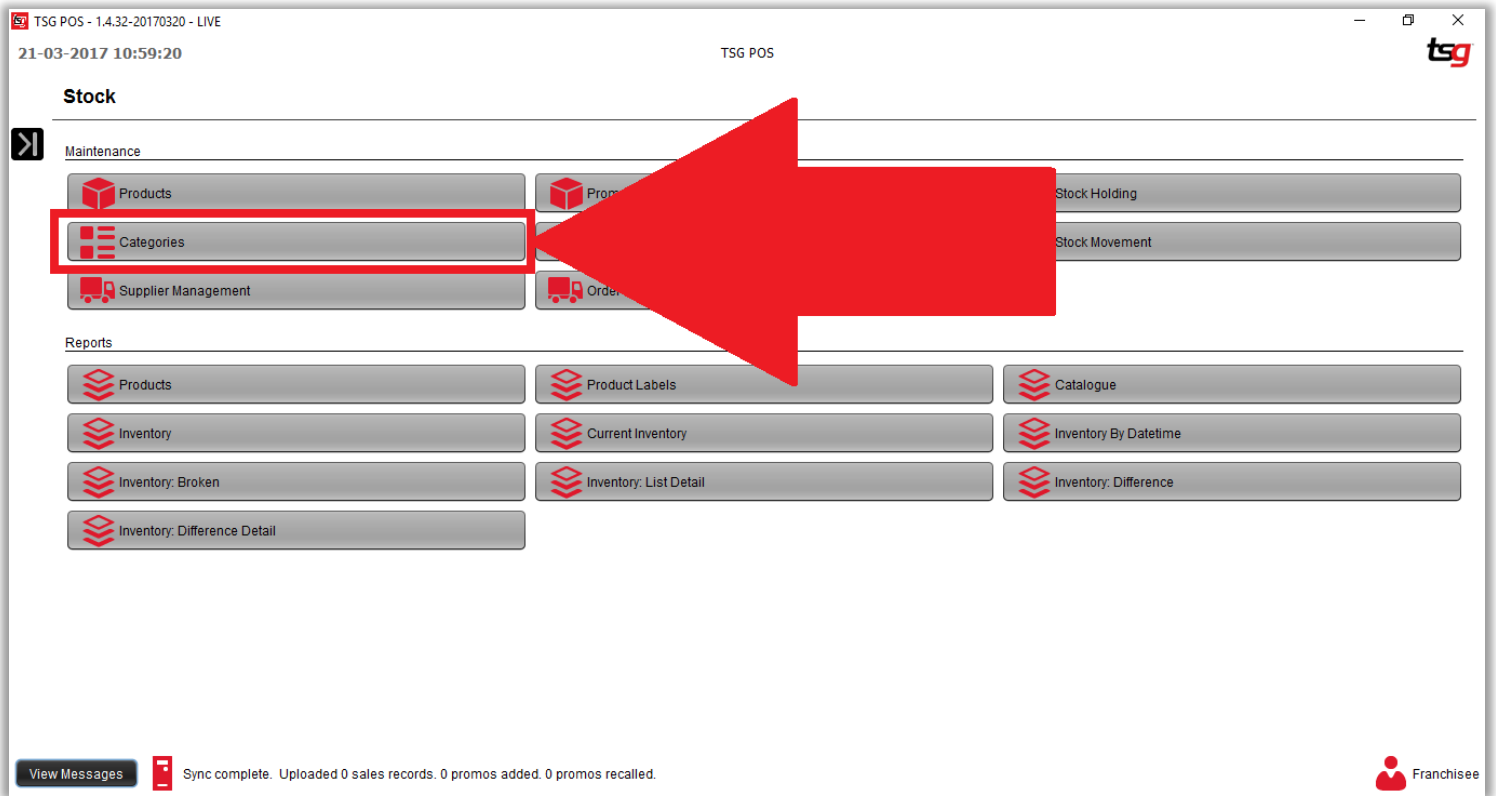 TSG POS - 1.4.32-20170320 - LIVE
21-03-2017 10:59:20
TSG POS
tsg
Stock
Maintenance
Products
Stock Holding
Categories
Stock Movement
Supplier Management
Reports
Products
Product Labels
Catalogue
Inventory
Current Inventory
Inventory By Datetime
Inventory: Broken
Inventory: List Detail
Inventory: Difference
Inventory: Difference Detail
View Messages
Sync complete. Uploaded 0 sales records. 0 promos added. 0 promos recalled.
Franchisee